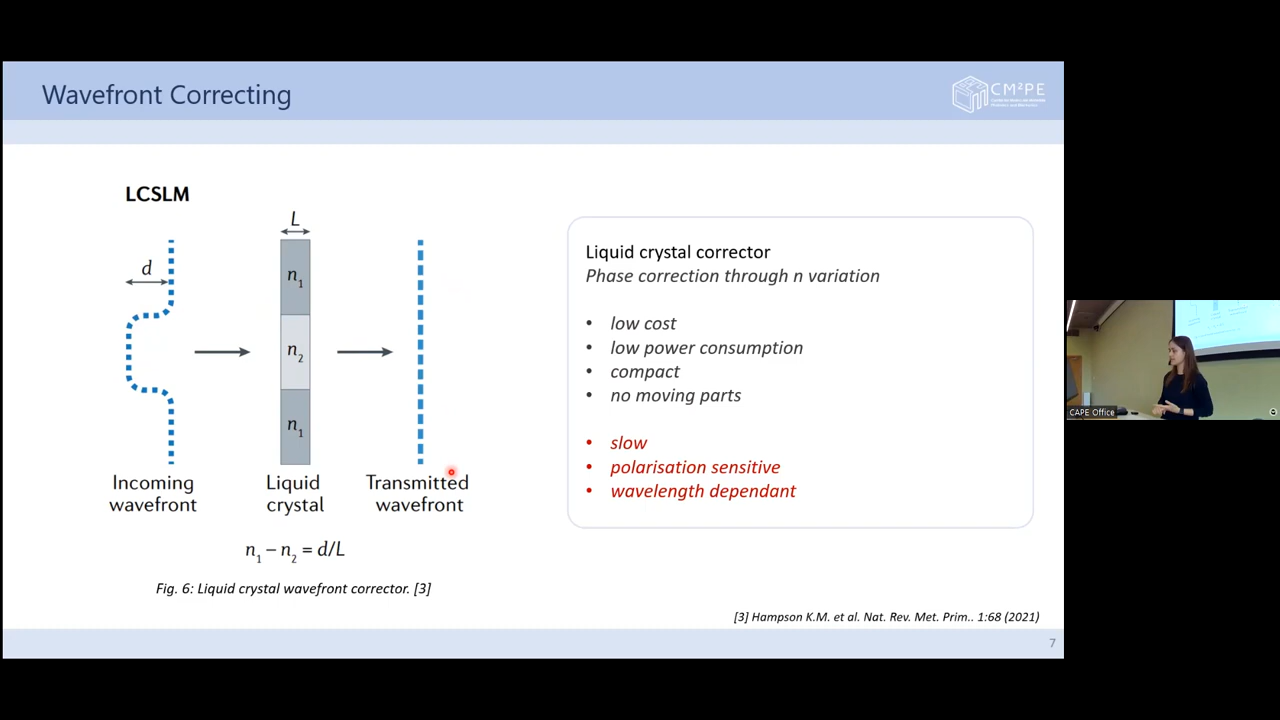 Wavefront Correcting
CM²PE
LCSLM
L
d
n1
n2
n1
Incoming
wavefront
Liquid
crystal
Transmitted
wavefront
n1 – n2 = d/L
Fig. 6: Liquid crystal wavefront corrector. [3]
Liquid crystal corrector
Phase correction through n variation
• low cost
• low power consumption
• compact
• no moving parts
• slow
• polarisation sensitive
• wavelength dependant
[3] Hampson K.M. et al. Nat. Rev. Met. Prim.. 1:68 (2021)
7
CAPE Office